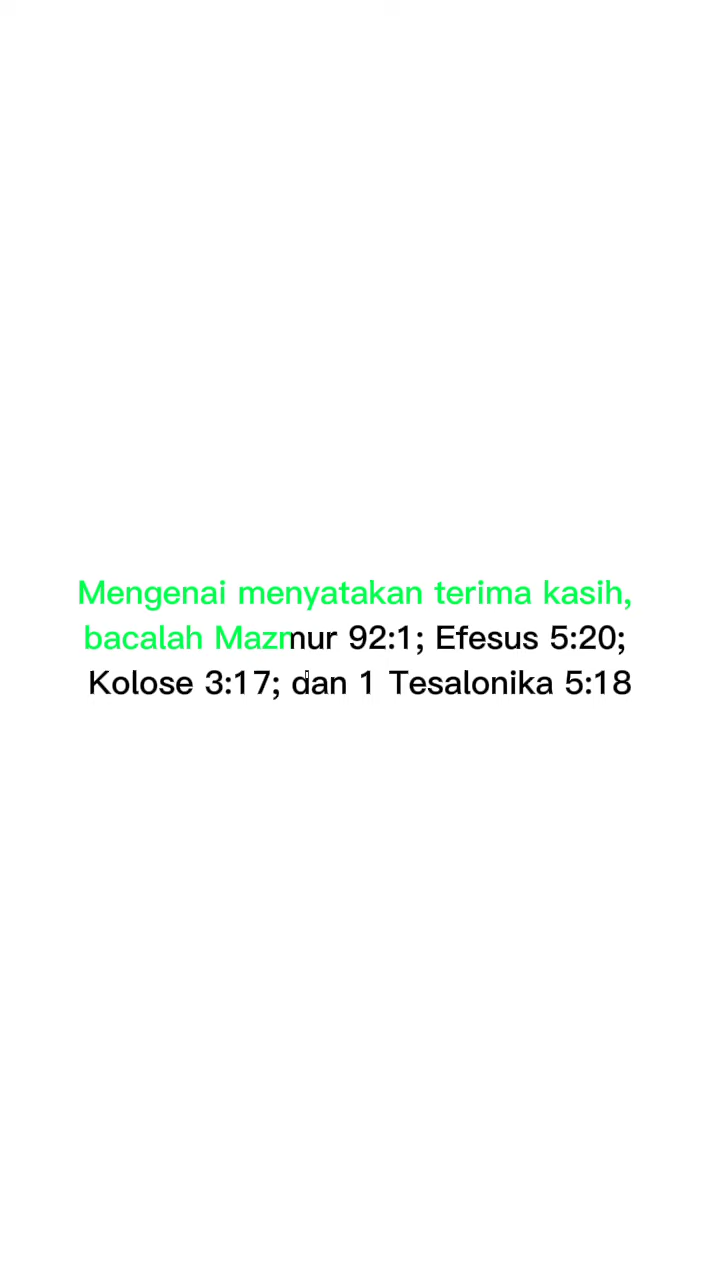 Mengenai menyatakan terima kasih,
bacalah Mazmur 92:1; Efesus 5:20;
Kolose 3:17; dan 1 Tesalonika 5:18